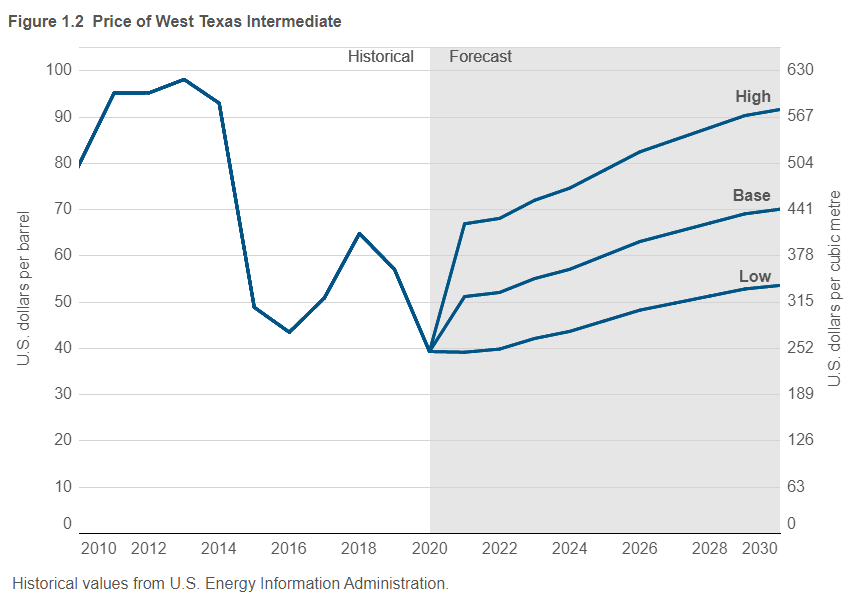 Figure 1.2 Price of West Texas Intermediate
Historical Forecast
100 630
High
90 567
80 504
Base
70 441
60 378
Low
50 315
40 252
30 189
20 126
10 63
0 0
U.S. dollars per barrel
U.S. dollars per cubic metre
2010 2012 2014 2016 2018 2020 2022 2024 2026 2028 2030
Historical values from U.S. Energy Information Administration.